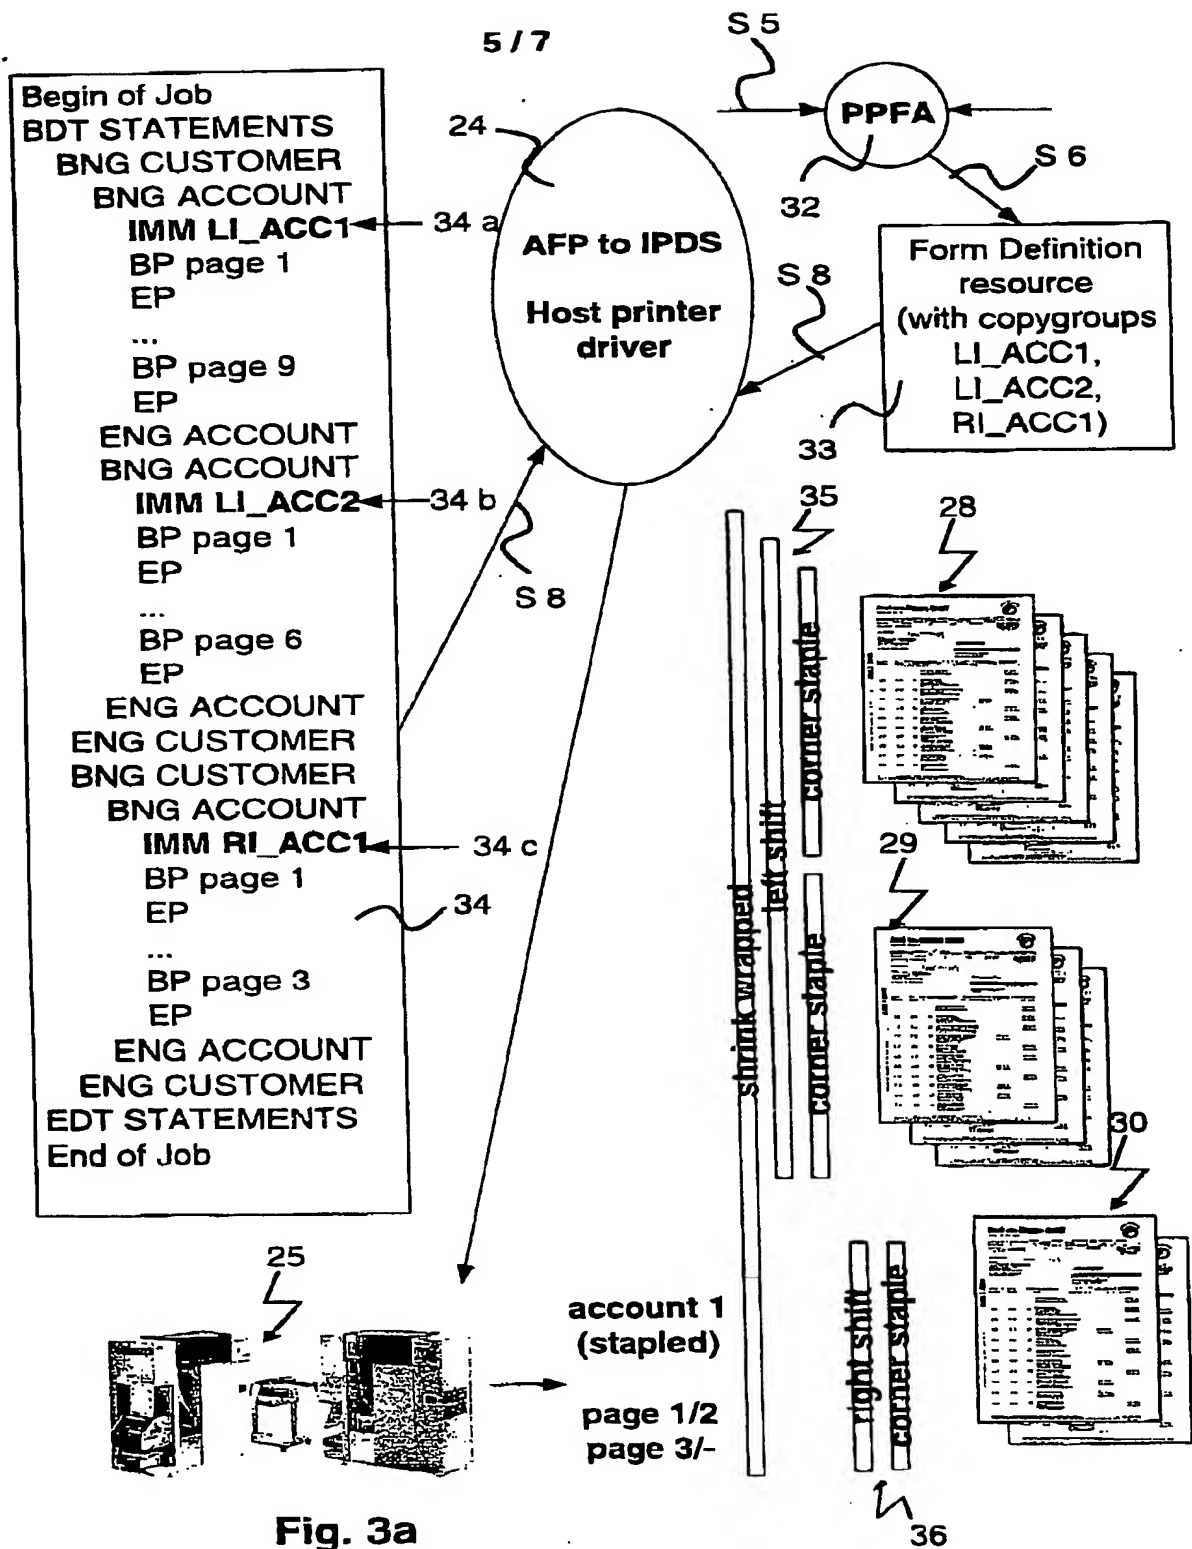 5 / 7
Begin of Job
BDT STATEMENTS
BNG CUSTOMER
BNG ACCOUNT
IMM LI_ACC1
34 a
BP page 1
EP
...
BP page 9
EP
ENG ACCOUNT
BNG ACCOUNT
IMM LI_ACC2
34 b
BP page 1
EP
...
BP page 6
EP
ENG ACCOUNT
ENG CUSTOMER
BNG CUSTOMER
BNG ACCOUNT
IMM RI_ACC1
34 c
BP page 1
EP
34
...
BP page 3
EP
ENG ACCOUNT
ENG CUSTOMER
EDT STATEMENTS
End of Job
24
AFP to IPDS
Host printer
driver
S 8
S 5
PPFA
32
S 6
Form Definition
resource
(with copygroups
LI_ACC1,
LI_ACC2,
RI_ACC1)
33
S 8
35
28
shrink wrapped
left shift
corner staple
29
corner staple
30
25
account 1
(stapled)
page 1/2
page 3/-
right shift
corner staple
36
Fig. 3a